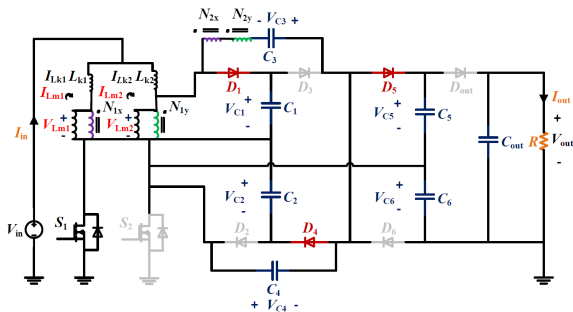 N2x N2y - VC3 +
C3
ILk1 Lk1 ILk2 Lk2
ILm1 ILm2
N1x N1y
+ VLm1 - + VLm2 -
Iin
D1 D3 D5 Dout
Iout
+ VC1 - C1
+ VC5 - C5
Cout
R
+ Vout -
+ VC2 - C2
+ VC6 - C6
Vin
+ -
S1 S2
D2 D4 D6
C4
+ VC4 -